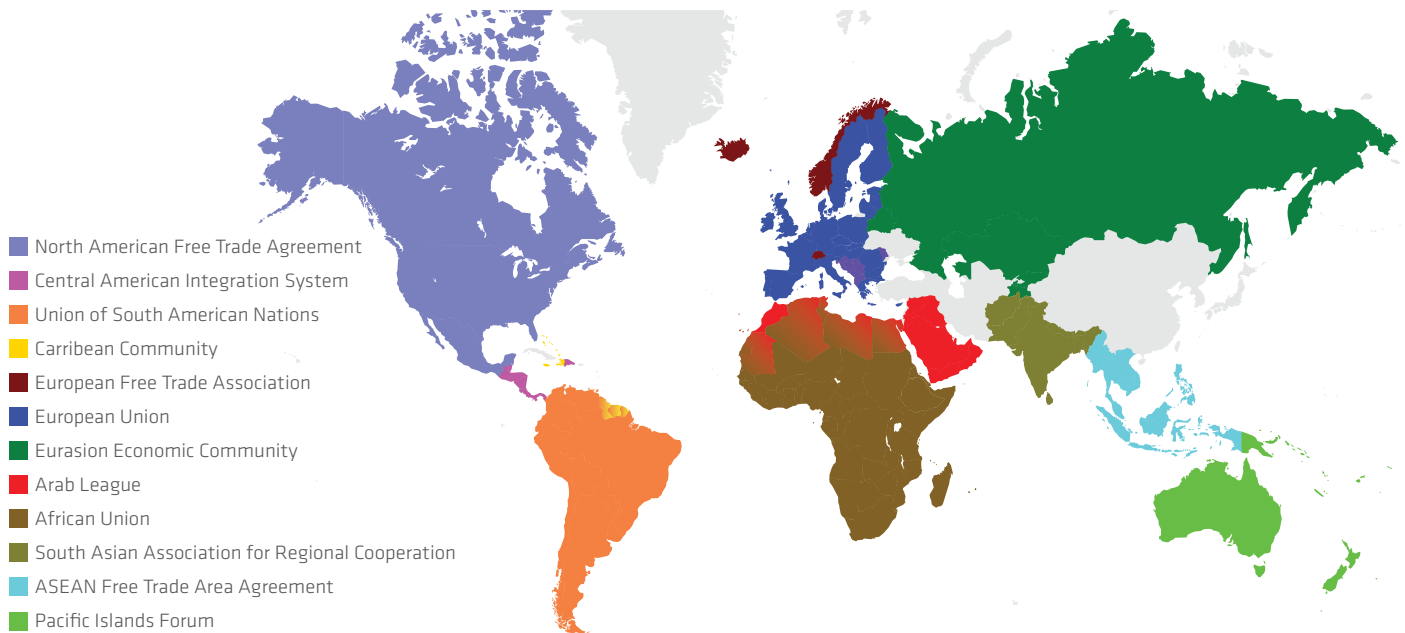 North American Free Trade Agreement
Central American Integration System
Union of South American Nations
Carribean Community
European Free Trade Association
European Union
Eurasion Economic Community
Arab League
African Union
South Asian Association for Regional Cooperation
ASEAN Free Trade Area Agreement
Pacific Islands Forum